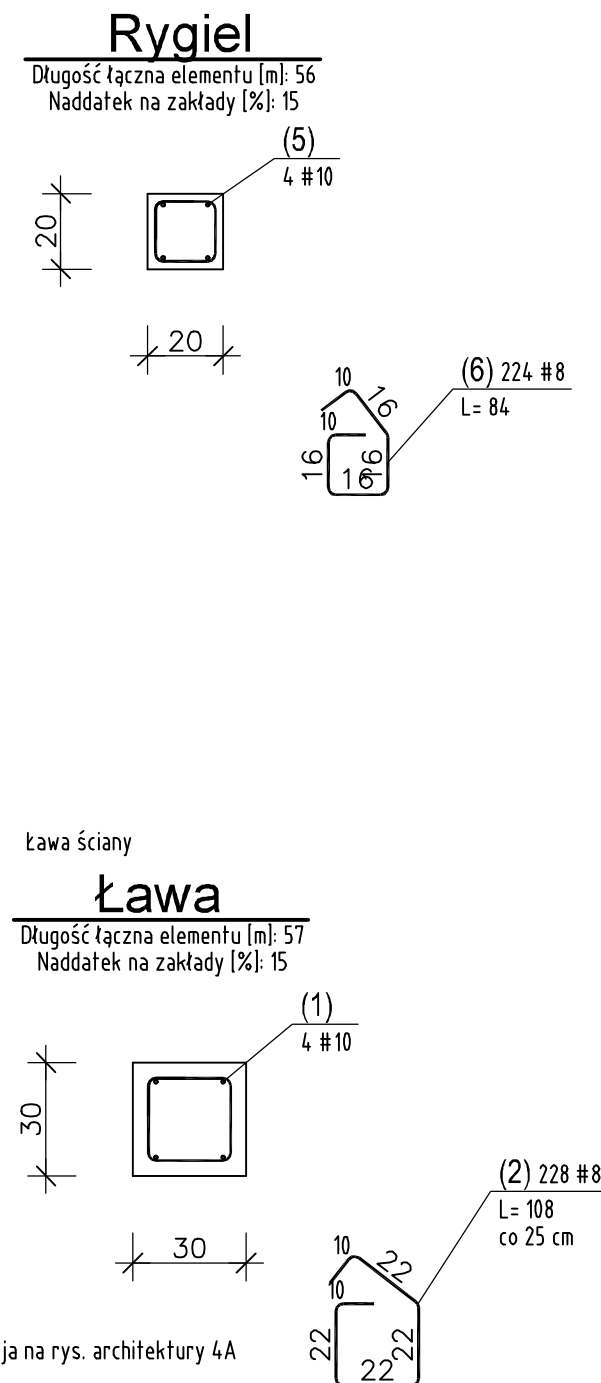 Rygiel
Długość łączna elementu [m]: 56
Naddatek na zakłady [%]: 15
(5)
4 #10
20
20
(6) 224 #8
L= 84
10
16
10
16
16
16
Ława ściany
Ława
Długość łączna elementu [m]: 57
Naddatek na zakłady [%]: 15
(1)
4 #10
30
30
(2) 228 #8
L= 108
co 25 cm
10
22
10
22
22
22
ja na rys. architektury 4A